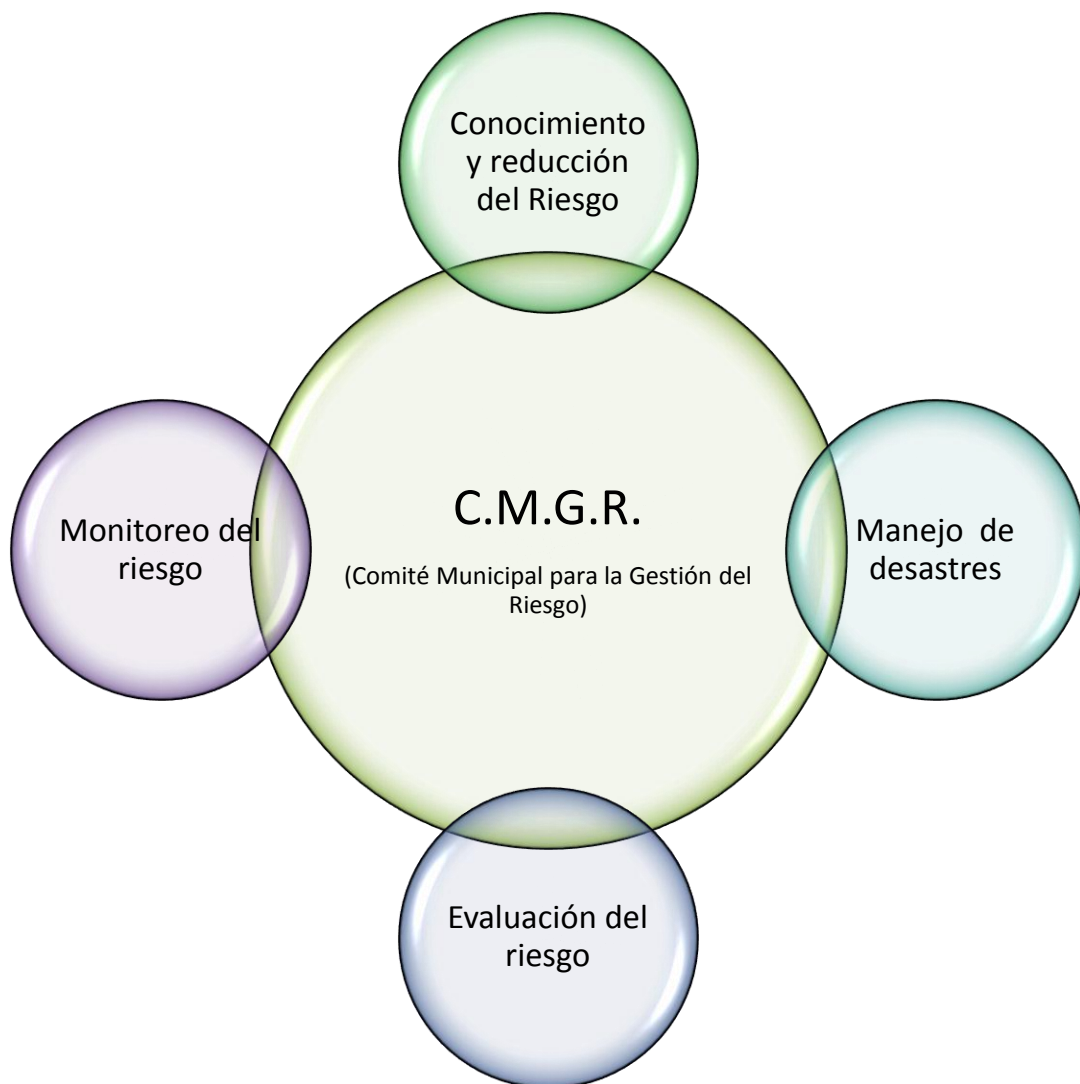 Conocimiento
y reducción
del Riesgo
Monitoreo del
riesgo
C.M.G.R.
(Comité Municipal para la Gestión del
Riesgo)
Manejo  de
desastres
Evaluación del
riesgo